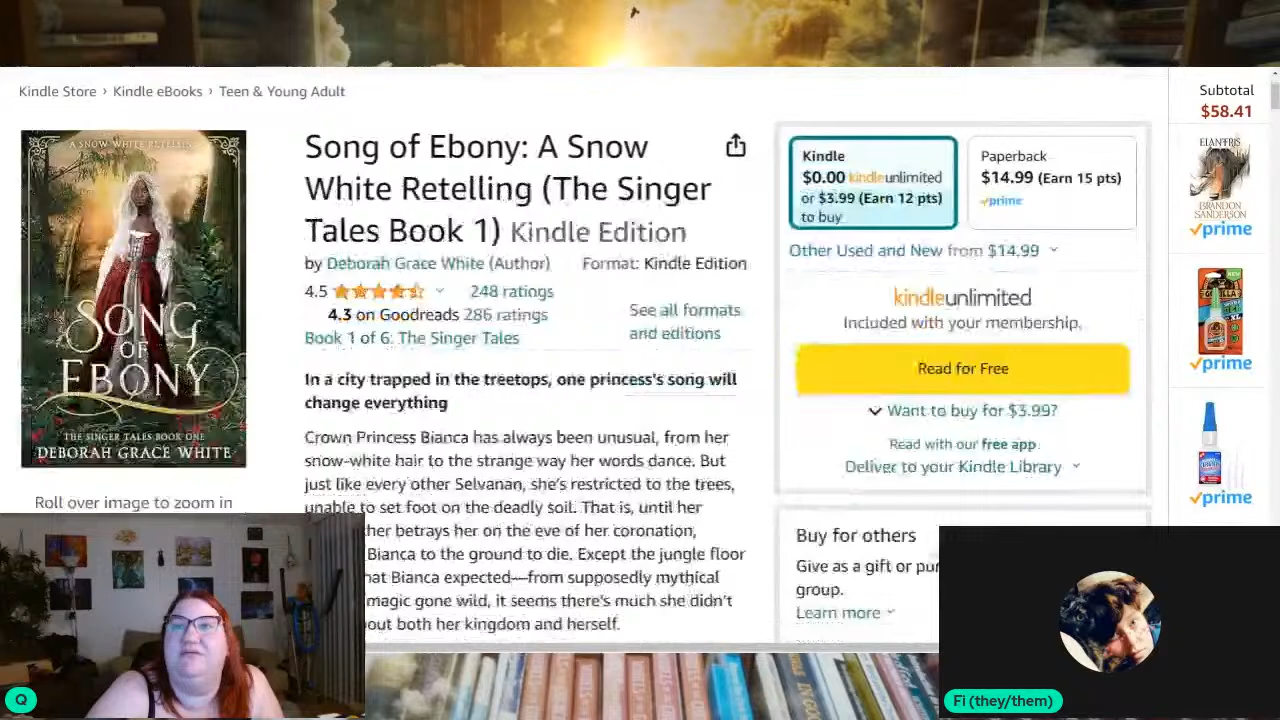 Kindle Store › Kindle eBooks › Teen & Young Adult
A SNOW WHITE RETELLING
SONG
OF
EBONY
THE SINGER TALES BOOK ONE
DEBORAH GRACE WHITE
Roll over image to zoom in
Song of Ebony: A Snow
White Retelling (The Singer
Tales Book 1) Kindle Edition
by Deborah Grace White (Author) Format: Kindle Edition
4.5 248 ratings
4.3 on Goodreads 286 ratings
See all formats
and editions
Book 1 of 6: The Singer Tales
In a city trapped in the treetops, one princess's song will
change everything
Crown Princess Bianca has always been unusual, from her
snow-white hair to the strange way her words dance. But
just like every other Selvanan, she's restricted to the trees,
unable to set foot on the deadly soil. That is, until her
ther betrays her on the eve of her coronation,
Bianca to the ground to die. Except the jungle floor
hat Bianca expected—from supposedly mythical
magic gone wild, it seems there's much she didn't
out both her kingdom and herself.
Kindle
$0.00 kindleunlimited
or $3.99 (Earn 12 pts)
to buy
Paperback
$14.99 (Earn 15 pts)
prime
Other Used and New from $14.99
kindleunlimited
Included with your membership.
Read for Free
Want to buy for $3.99?
Read with our free app
Deliver to your Kindle Library
Buy for others
Give as a gift or pur
group.
Learn more
Subtotal
$58.41
ELANTRIS
BRANDON
SANDERSON
prime
prime
prime
Q
Fi (they/them)